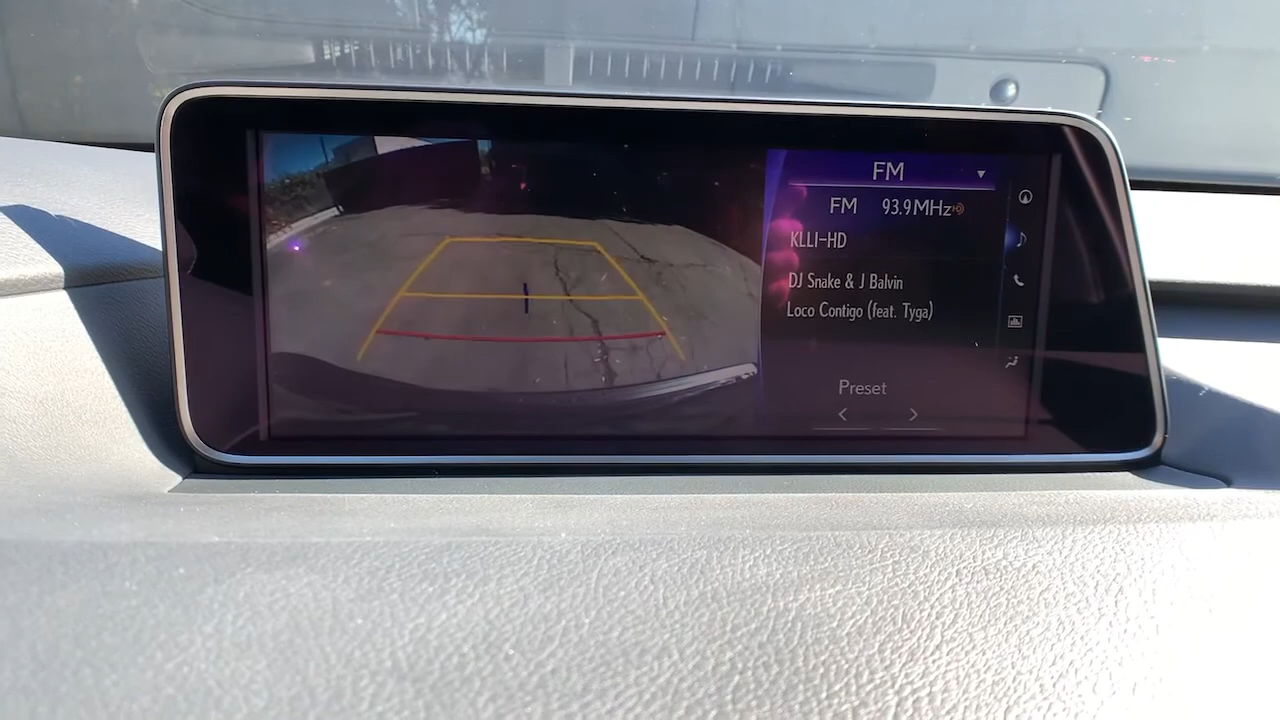 FM
FM 93.9MHz
KLLI-HD
DJ Snake & J Balvin
Loco Contigo (feat. Tyga)
Preset